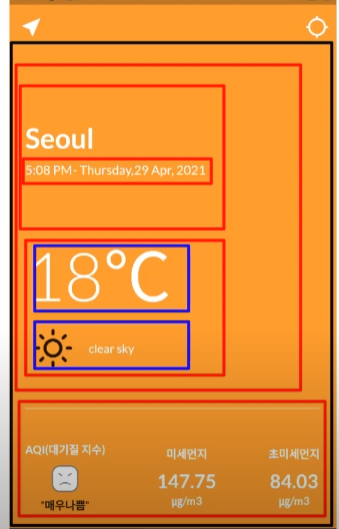 Seoul
5:08 PM- Thursday,29 Apr, 2021
18°C
clear sky
AQI(대기질 지수)
미세먼지
초미세먼지
147.75
84.03
"매우나쁨"
µg/m3
µg/m3